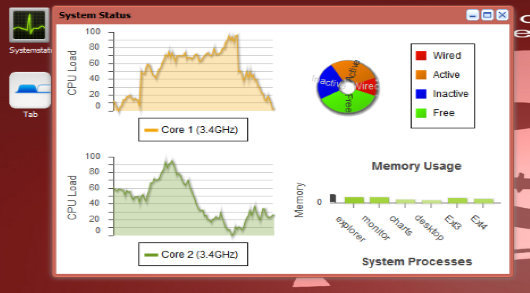 System Status
Systemstatu
Tab
100
80
60
40
20
0
CPU Load
Core 1 (3.4GHz)
100
80
60
40
20
0
CPU Load
Core 2 (3.4GHz)
Wired
Active
Inactive
Free
Wired
Active
Inactive
Free
Memory Usage
Memory
0
explorer
monitor
charts
desktop
Ext3
Ext4
System Processes